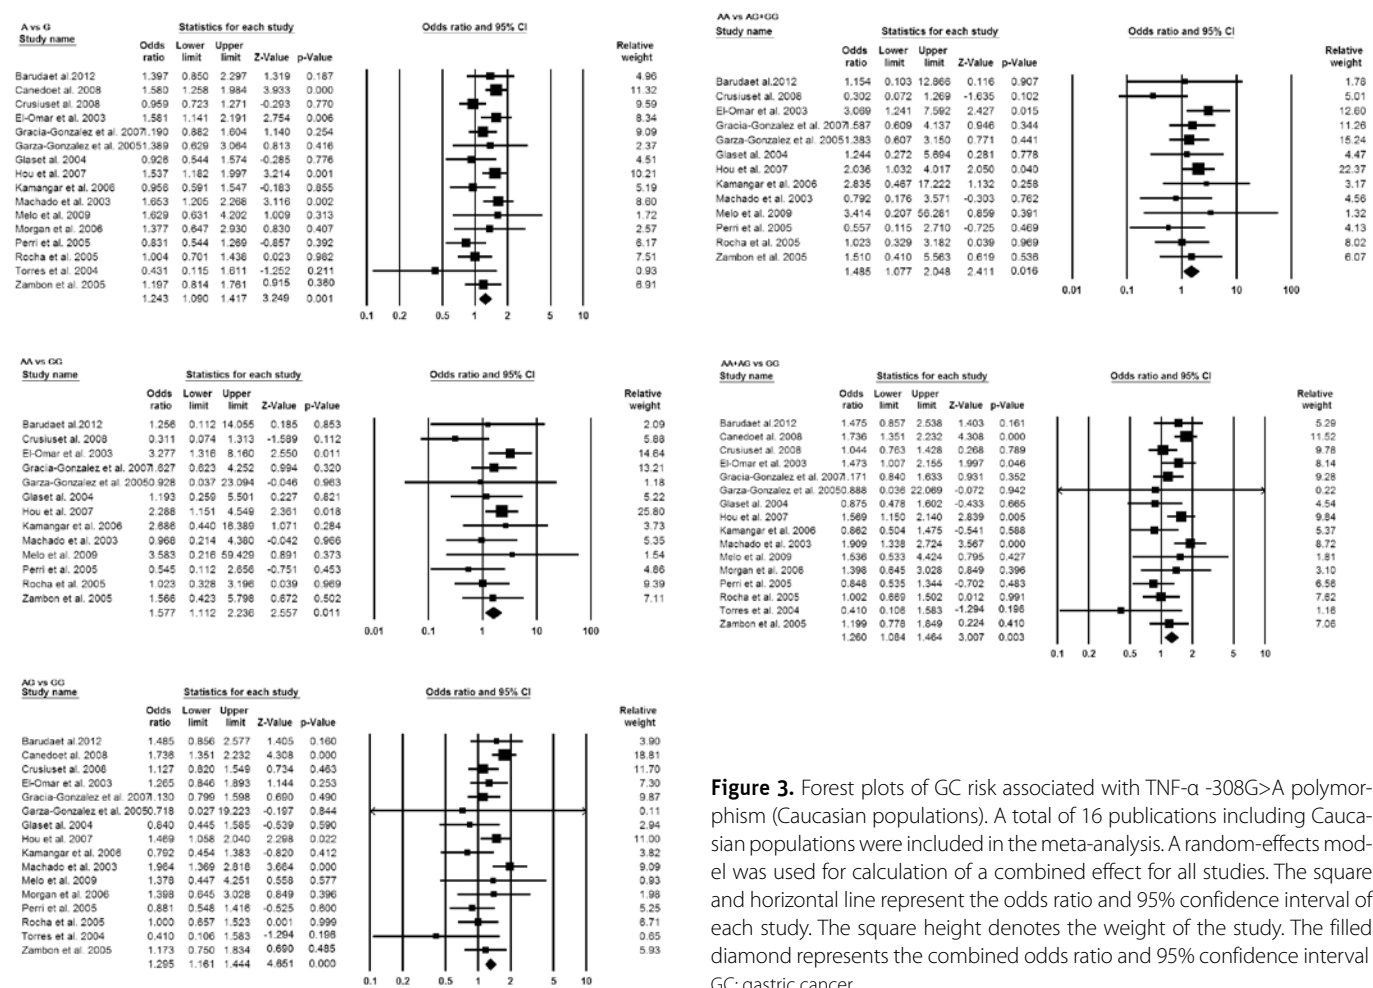 A vs G
Study name Statistics for each study Odds ratio and 95% CI
Odds ratio Lower limit Upper limit Z-Value p-Value Relative weight
Barudaet al.2012 1.397 0.850 2.297 1.319 0.187 4.96
Canedoet al. 2008 1.580 1.258 1.984 3.933 0.000 11.32
Crusiuset al. 2008 0.959 0.723 1.271 -0.293 0.770 9.59
El-Omar et al. 2003 1.581 1.141 2.191 2.754 0.006 8.34
Gracia-Gonzalez et al. 2007 1.190 0.882 1.604 1.140 0.254 9.09
Garza-Gonzalez et al. 2005 1.389 0.629 3.064 0.813 0.416 2.37
Glaset al. 2004 0.926 0.544 1.574 -0.285 0.776 4.51
Hou et al. 2007 1.537 1.182 1.997 3.214 0.001 10.21
Kamangar et al. 2006 0.956 0.591 1.547 -0.183 0.855 5.19
Machado et al. 2003 1.653 1.205 2.268 3.116 0.002 8.60
Melo et al. 2009 1.629 0.631 4.202 1.009 0.313 1.72
Morgan et al. 2006 1.377 0.647 2.930 0.830 0.407 2.57
Perri et al. 2005 0.831 0.544 1.269 -0.857 0.392 6.17
Rocha et al. 2005 1.004 0.701 1.438 0.023 0.982 7.51
Torres et al. 2004 0.431 0.115 1.611 -1.252 0.211 0.93
Zambon et al. 2005 1.197 0.814 1.761 0.915 0.360 6.91
1.243 1.090 1.417 3.249 0.001
0.1 0.2 0.5 1 2 5 10
AA vs AG+GG
Study name Statistics for each study Odds ratio and 95% CI
Odds ratio Lower limit Upper limit Z-Value p-Value Relative weight
Barudaet al.2012 1.154 0.103 12.866 0.116 0.907 1.78
Crusiuset al. 2008 0.302 0.072 1.269 -1.635 0.102 5.01
El-Omar et al. 2003 3.069 1.241 7.592 2.427 0.015 12.60
Gracia-Gonzalez et al. 2007 1.587 0.609 4.137 0.946 0.344 11.26
Garza-Gonzalez et al. 2005 1.383 0.607 3.150 0.771 0.441 15.24
Glaset al. 2004 1.244 0.272 5.694 0.281 0.778 4.47
Hou et al. 2007 2.036 1.032 4.017 2.050 0.040 22.37
Kamangar et al. 2006 2.835 0.467 17.222 1.132 0.258 3.17
Machado et al. 2003 0.792 0.176 3.571 -0.303 0.762 4.56
Melo et al. 2009 3.414 0.207 56.281 0.859 0.391 1.32
Perri et al. 2005 0.557 0.115 2.710 -0.725 0.469 4.13
Rocha et al. 2005 1.023 0.329 3.182 0.039 0.969 8.02
Zambon et al. 2005 1.510 0.410 5.563 0.619 0.536 6.07
1.485 1.077 2.048 2.411 0.016
0.01 0.1 1 10 100
AA vs GG
Study name Statistics for each study Odds ratio and 95% CI
Odds ratio Lower limit Upper limit Z-Value p-Value Relative weight
Barudaet al.2012 1.256 0.112 14.055 0.185 0.853 2.09
Crusiuset al. 2008 0.311 0.074 1.313 -1.589 0.112 5.88
El-Omar et al. 2003 3.277 1.316 8.160 2.550 0.011 14.64
Gracia-Gonzalez et al. 2007 1.627 0.623 4.252 0.994 0.320 13.21
Garza-Gonzalez et al. 2005 0.928 0.037 23.094 -0.046 0.963 1.18
Glaset al. 2004 1.193 0.259 5.501 0.227 0.821 5.22
Hou et al. 2007 2.288 1.151 4.549 2.361 0.018 25.80
Kamangar et al. 2006 2.686 0.440 16.389 1.071 0.284 3.73
Machado et al. 2003 0.968 0.214 4.380 -0.042 0.966 5.35
Melo et al. 2009 3.583 0.216 59.429 0.891 0.373 1.54
Perri et al. 2005 0.545 0.112 2.656 -0.751 0.453 4.86
Rocha et al. 2005 1.023 0.328 3.196 0.039 0.969 9.39
Zambon et al. 2005 1.566 0.423 5.798 0.672 0.502 7.11
1.577 1.112 2.236 2.557 0.011
0.01 0.1 1 10 100
AA+AG vs GG
Study name Statistics for each study Odds ratio and 95% CI
Odds ratio Lower limit Upper limit Z-Value p-Value Relative weight
Barudaet al.2012 1.475 0.857 2.538 1.403 0.161 5.29
Canedoet al. 2008 1.736 1.351 2.232 4.308 0.000 11.52
Crusiuset al. 2008 1.044 0.763 1.428 0.268 0.789 9.76
El-Omar et al. 2003 1.473 1.007 2.155 1.997 0.046 8.14
Gracia-Gonzalez et al. 2007 1.171 0.840 1.633 0.931 0.352 9.28
Garza-Gonzalez et al. 2005 0.888 0.036 22.069 -0.072 0.942 0.22
Glaset al. 2004 0.875 0.478 1.602 -0.433 0.665 4.54
Hou et al. 2007 1.569 1.150 2.140 2.839 0.005 9.84
Kamangar et al. 2006 0.862 0.504 1.475 -0.541 0.588 5.37
Machado et al. 2003 1.909 1.338 2.724 3.567 0.000 8.72
Melo et al. 2009 1.536 0.533 4.424 0.795 0.427 1.81
Morgan et al. 2006 1.398 0.645 3.028 0.849 0.396 3.10
Perri et al. 2005 0.848 0.535 1.344 -0.702 0.483 6.56
Rocha et al. 2005 1.002 0.669 1.502 0.012 0.991 7.62
Torres et al. 2004 0.410 0.106 1.583 -1.294 0.196 1.16
Zambon et al. 2005 1.199 0.778 1.849 0.224 0.410 7.06
1.260 1.084 1.464 3.007 0.003
0.1 0.2 0.5 1 2 5 10
AG vs GG
Study name Statistics for each study Odds ratio and 95% CI
Odds ratio Lower limit Upper limit Z-Value p-Value Relative weight
Barudaet al.2012 1.485 0.856 2.577 1.405 0.160 3.90
Canedoet al. 2008 1.736 1.351 2.232 4.308 0.000 18.81
Crusiuset al. 2008 1.127 0.820 1.549 0.734 0.463 11.70
El-Omar et al. 2003 1.265 0.846 1.893 1.144 0.253 7.30
Gracia-Gonzalez et al. 2007 1.130 0.799 1.598 0.690 0.490 9.87
Garza-Gonzalez et al. 2005 0.718 0.027 19.223 -0.197 0.844 0.11
Glaset al. 2004 0.840 0.445 1.585 -0.539 0.590 2.94
Hou et al. 2007 1.469 1.058 2.040 2.298 0.022 11.00
Kamangar et al. 2006 0.792 0.454 1.383 -0.820 0.412 3.82
Machado et al. 2003 1.964 1.369 2.818 3.664 0.000 9.09
Melo et al. 2009 1.378 0.447 4.251 0.558 0.577 0.93
Morgan et al. 2006 1.398 0.645 3.028 0.849 0.396 1.98
Perri et al. 2005 0.881 0.548 1.416 -0.525 0.600 5.25
Rocha et al. 2005 1.000 0.657 1.523 0.001 0.999 6.71
Torres et al. 2004 0.410 0.106 1.583 -1.294 0.196 0.65
Zambon et al. 2005 1.173 0.750 1.834 0.690 0.485 5.93
1.295 1.161 1.444 4.651 0.000
0.1 0.2 0.5 1 2 5 10
Figure 3. Forest plots of GC risk associated with TNF-α -308G>A polymor-
phism (Caucasian populations). A total of 16 publications including Cauca-
sian populations were included in the meta-analysis. A random-effects mod-
el was used for calculation of a combined effect for all studies. The square
and horizontal line represent the odds ratio and 95% confidence interval of
each study. The square height denotes the weight of the study. The filled
diamond represents the combined odds ratio and 95% confidence interval
GC: gastric cancer